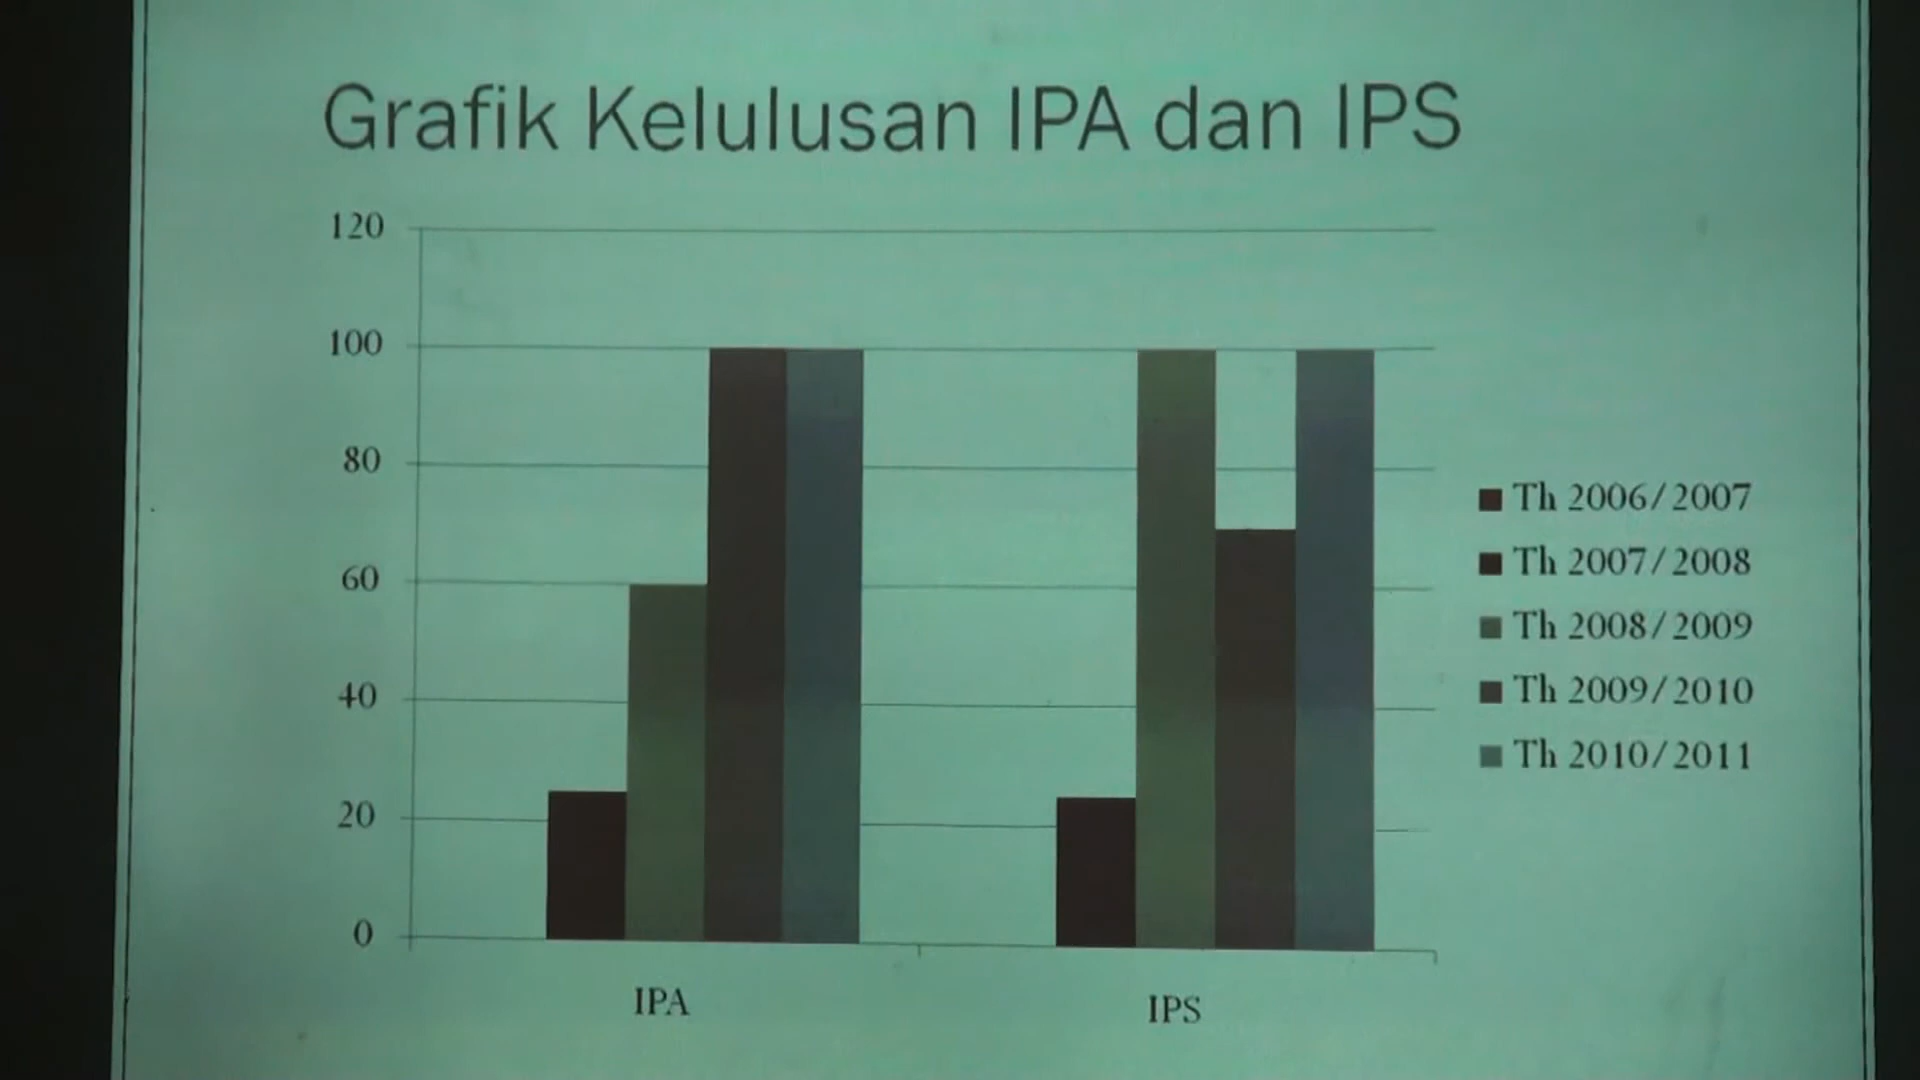 Grafik Kelulusan IPA dan IPS
120
100
80
60
40
20
0
IPA
IPS
Th 2006/2007
Th 2007/2008
Th 2008/2009
Th 2009/2010
Th 2010/2011